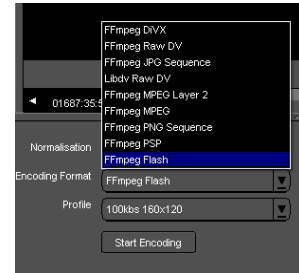 FFmpeg DiVX
FFmpeg Raw DV
FFmpeg JPG Sequence
Libdv Raw DV
FFmpeg MPEG Layer 2
FFmpeg MPEG
FFmpeg PNG Sequence
FFmpeg PSP
FFmpeg Flash
01687:35:5
Normalisation
Encoding Format FFmpeg Flash
Profile 100kbs 160x120
Start Encoding